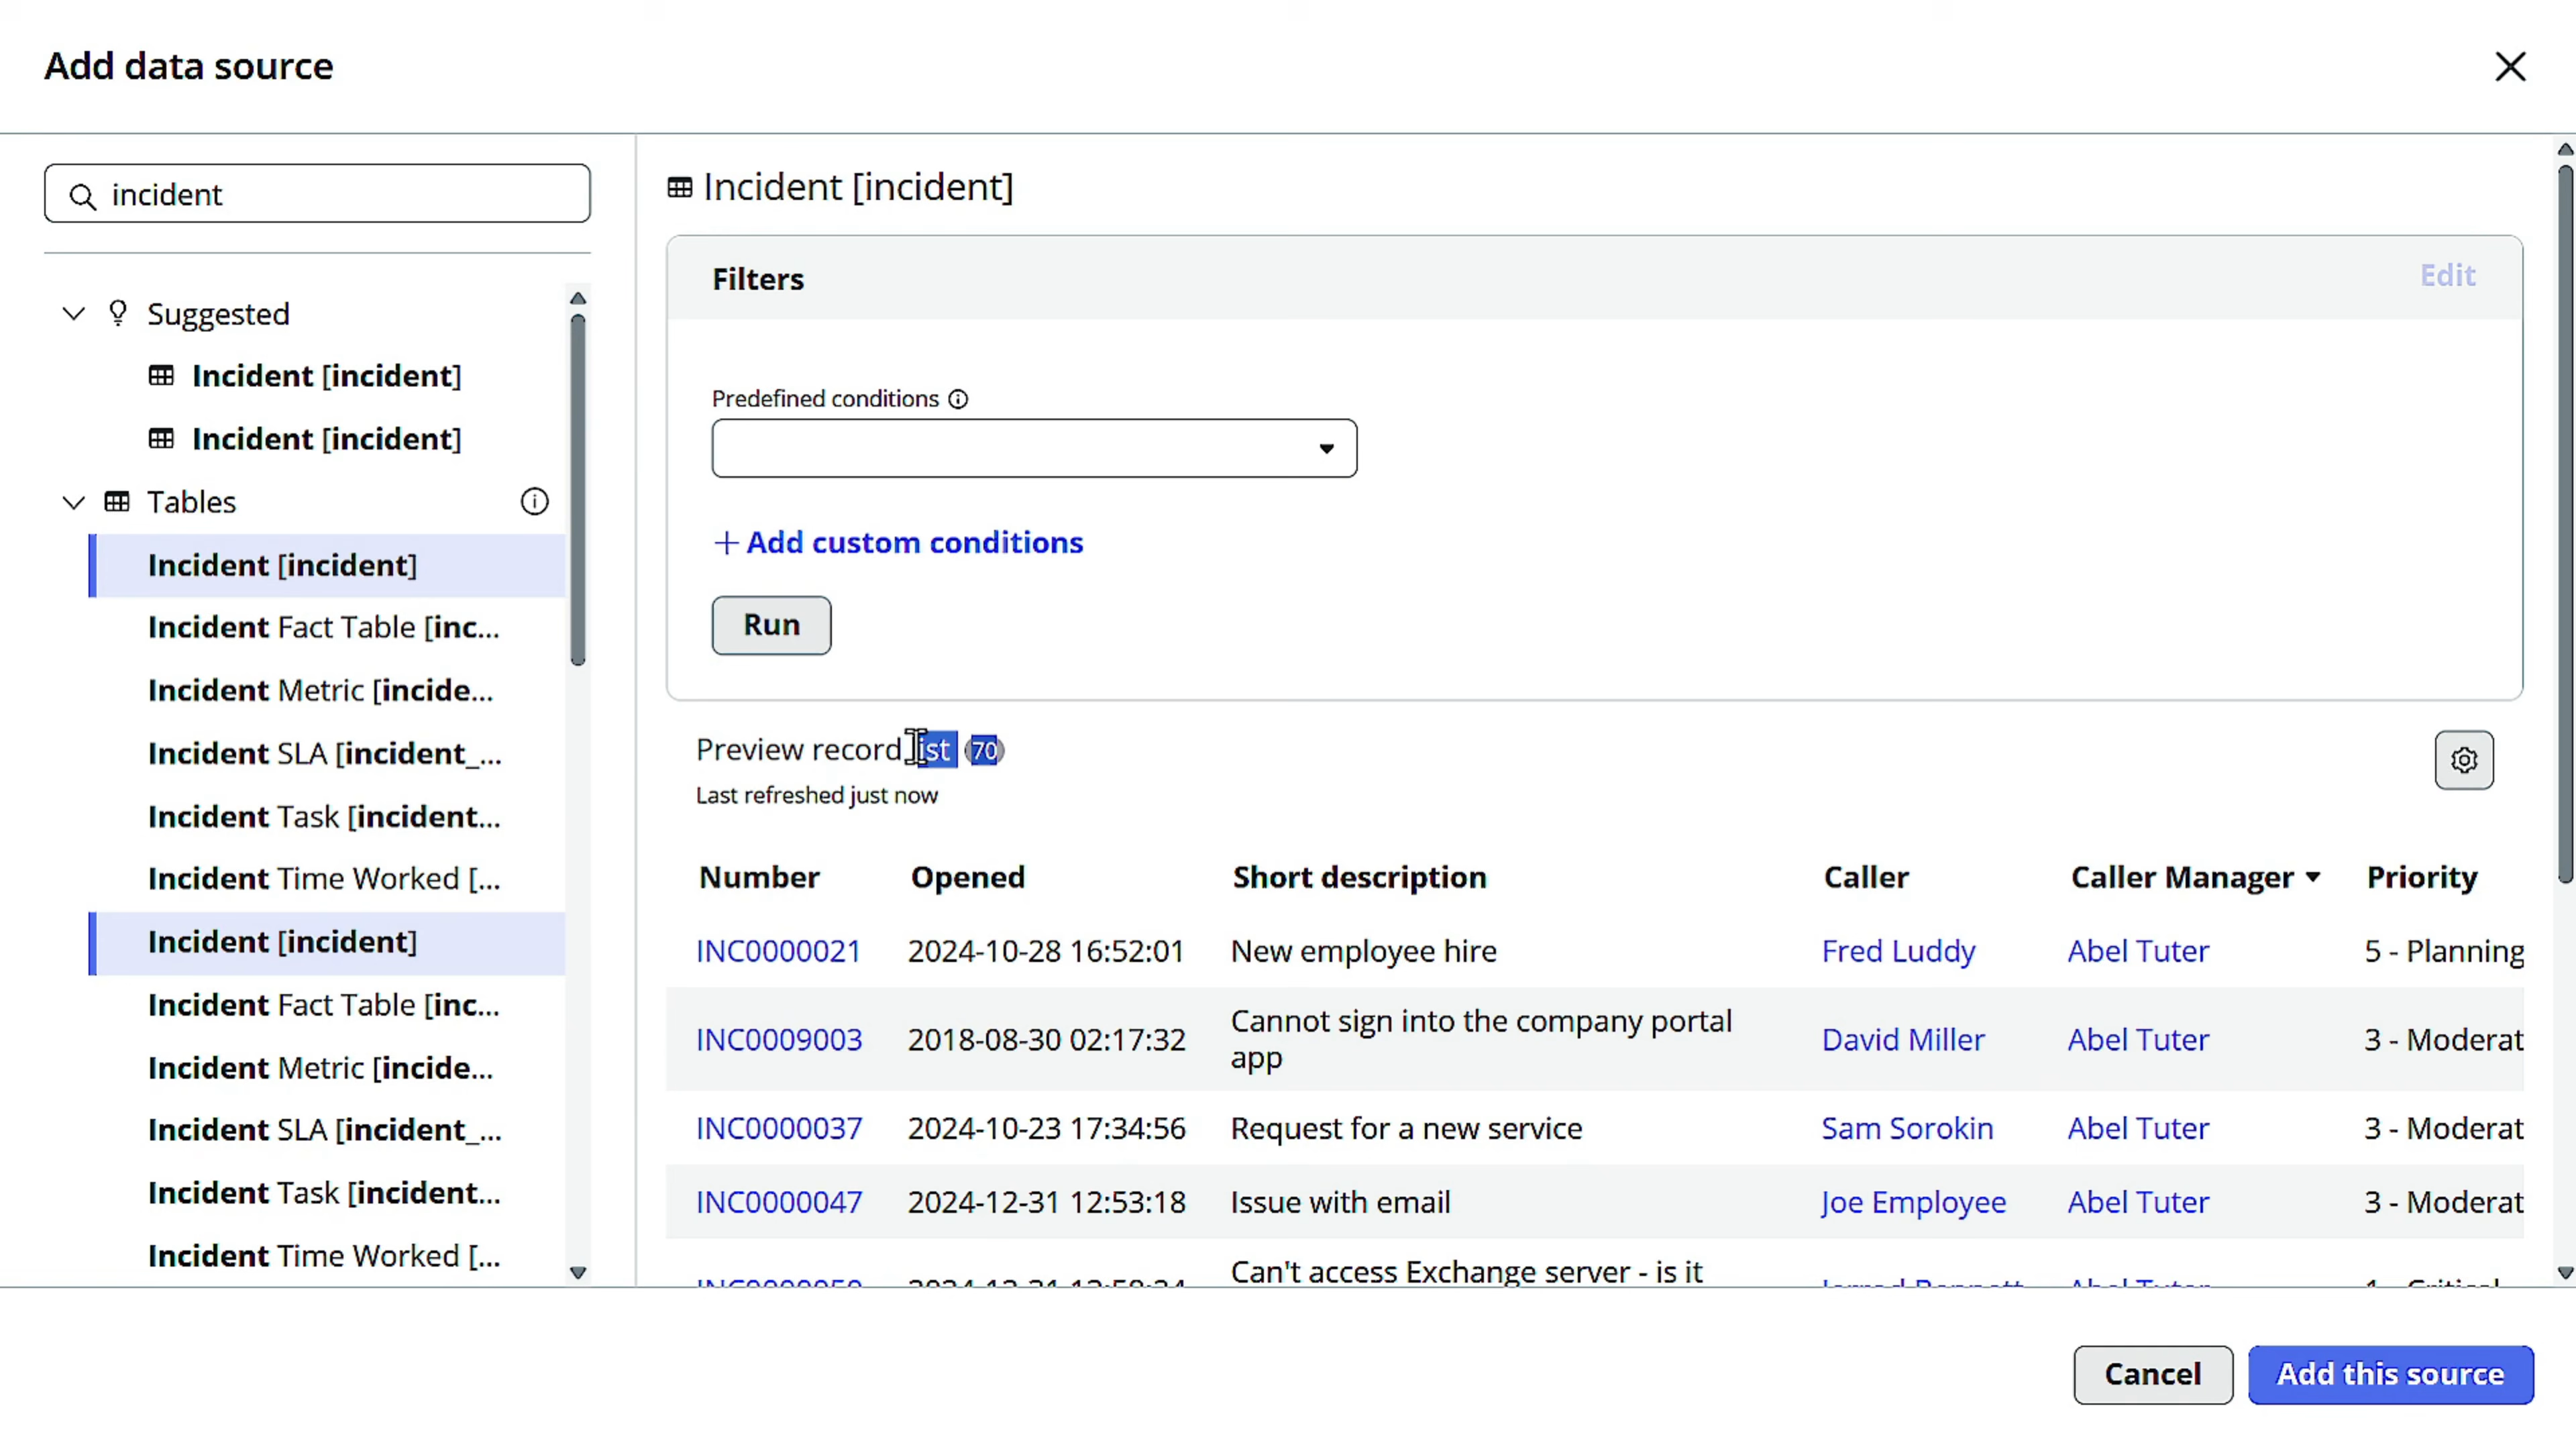 Add data source
incident
Suggested
Incident [incident]
Incident [incident]
Tables
Incident [incident]
Incident Fact Table [inc...
Incident Metric [incide...
Incident SLA [incident_...
Incident Task [incident...
Incident Time Worked [...
Incident [incident]
Incident Fact Table [inc...
Incident Metric [incide...
Incident SLA [incident_...
Incident Task [incident...
Incident Time Worked [...
Incident [incident]
Filters
Edit
Predefined conditions
+ Add custom conditions
Run
Preview record list 70
Last refreshed just now
Number Opened Short description Caller Caller Manager Priority
INC0000021 2024-10-28 16:52:01 New employee hire Fred Luddy Abel Tuter 5 - Planning
INC0009003 2018-08-30 02:17:32 Cannot sign into the company portal David Miller Abel Tuter 3 - Moderat
app
INC0000037 2024-10-23 17:34:56 Request for a new service Sam Sorokin Abel Tuter 3 - Moderat
INC0000047 2024-12-31 12:53:18 Issue with email Joe Employee Abel Tuter 3 - Moderat
Can't access Exchange server - is it Abel Tuter 1 - Critical
Cancel
Add this source